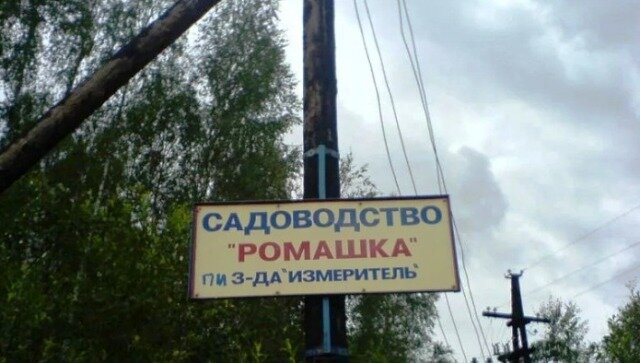 САДОВОДСТВО
"РОМАШКА"
П И З-ДА "ИЗМЕРИТЕЛЬ"